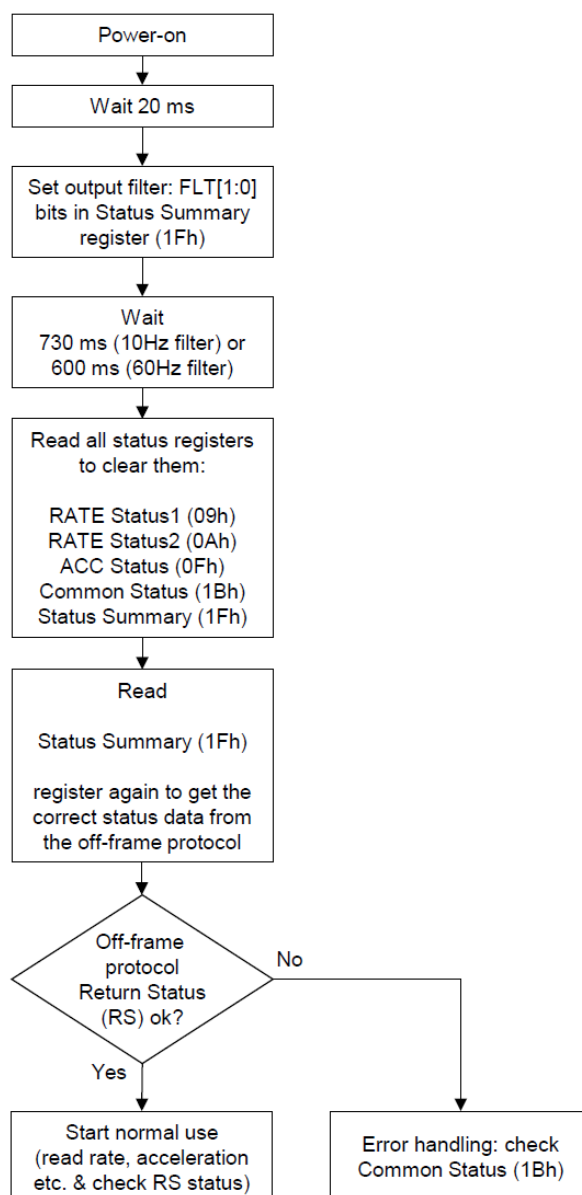 Power-on
Wait 20 ms
Set output filter: FLT[1:0]
bits in Status Summary
register (1Fh)
Wait
730 ms (10Hz filter) or
600 ms (60Hz filter)
Read all status registers
to clear them:
RATE Status1 (09h)
RATE Status2 (0Ah)
ACC Status (0Fh)
Common Status (1Bh)
Status Summary (1Fh)
Read
Status Summary (1Fh)
register again to get the
correct status data from
the off-frame protocol
Off-frame
protocol
Return Status
(RS) ok?
No
Yes
Start normal use
(read rate, acceleration
etc. & check RS status)
Error handling: check
Common Status (1Bh)